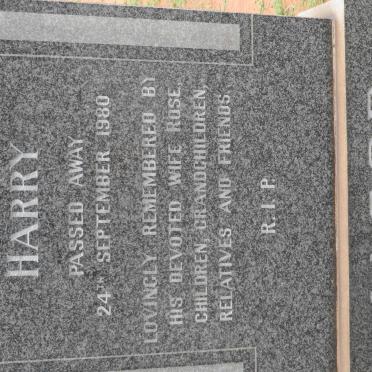 HARRY
PASSED AWAY
24TH SEPTEMBER 1980
LOVINGLY REMEMBERED BY
HIS DEVOTED WIFE ROSE,
CHILDREN, GRANDCHILDREN,
RELATIVES AND FRIENDS.
R.I.P.